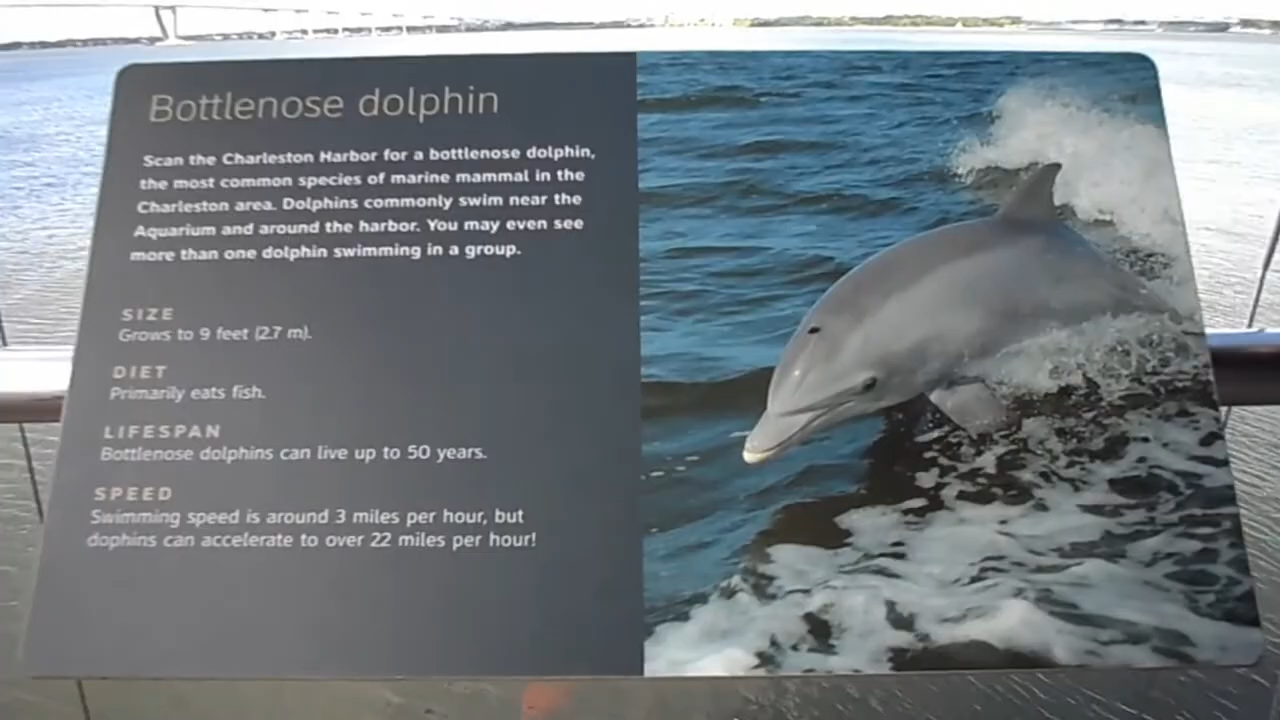 Bottlenose dolphin
Scan the Charleston Harbor for a bottlenose dolphin,
the most common species of marine mammal in the
Charleston area. Dolphins commonly swim near the
Aquarium and around the harbor. You may even see
more than one dolphin swimming in a group.
SIZE
Grows to 9 feet (2.7 m).
DIET
Primarily eats fish.
LIFESPAN
Bottlenose dolphins can live up to 50 years.
SPEED
Swimming speed is around 3 miles per hour, but
dophins can accelerate to over 22 miles per hour!